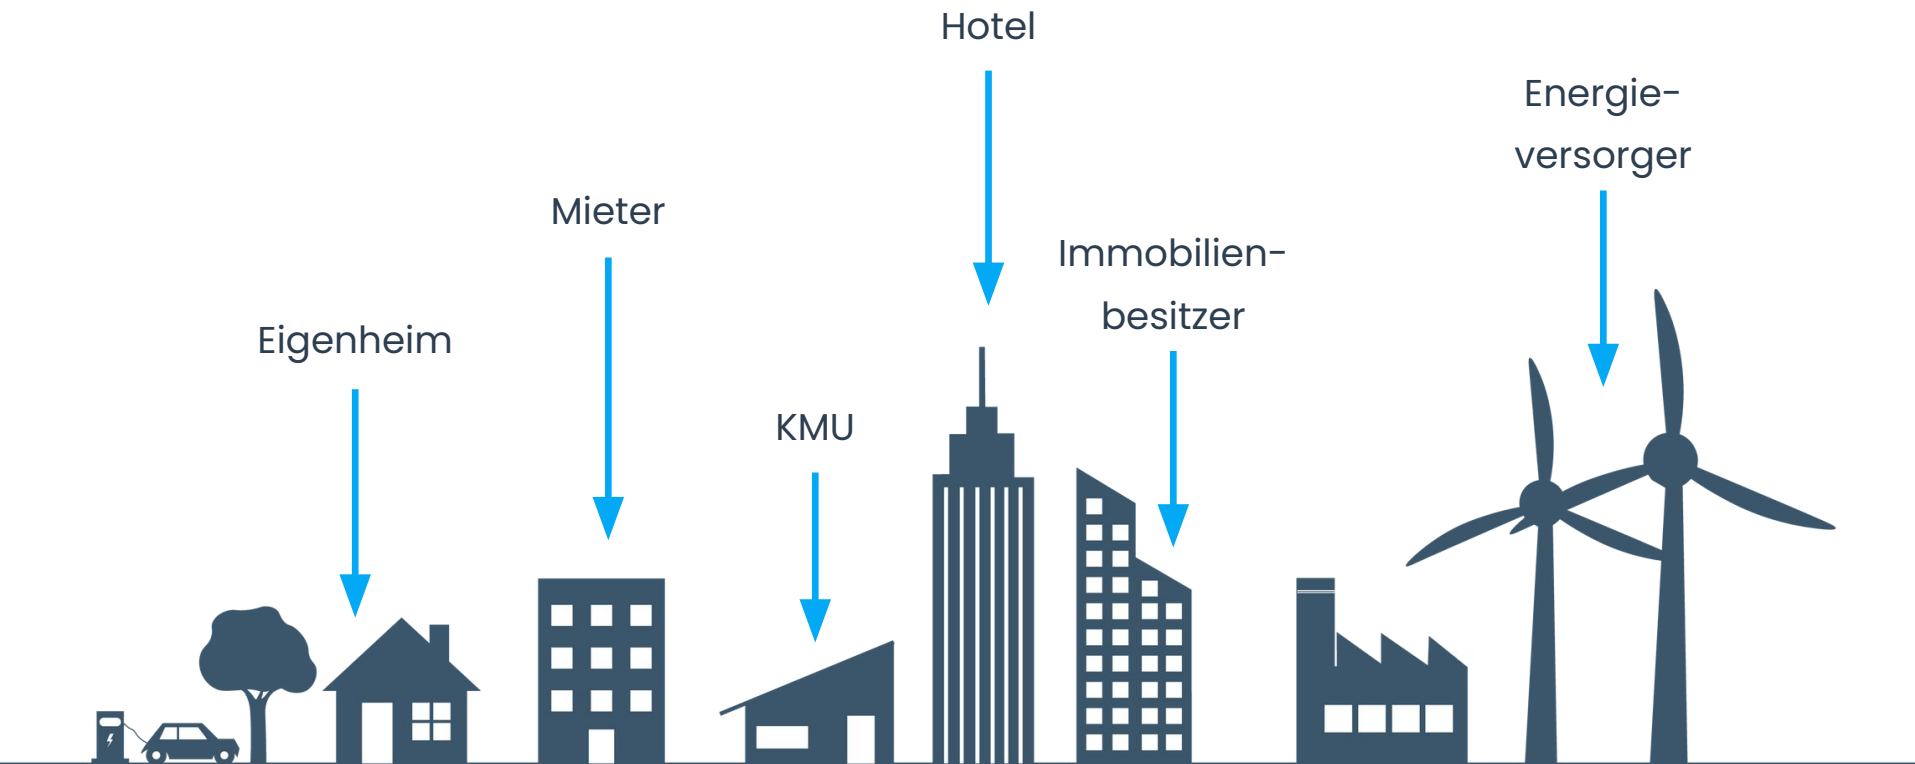 Hotel
Energie-
versorger
Mieter
Immobilien-
besitzer
Eigenheim
KMU